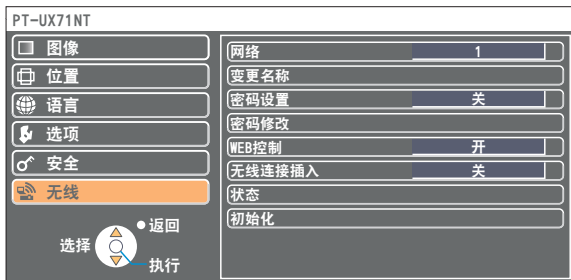 PT-UX71NT
图像
位置
语言
选项
安全
无线
返回
选择
执行
网络 1
变更名称
密码设置 关
密码修改
WEB控制 开
无线连接插入 关
状态
初始化